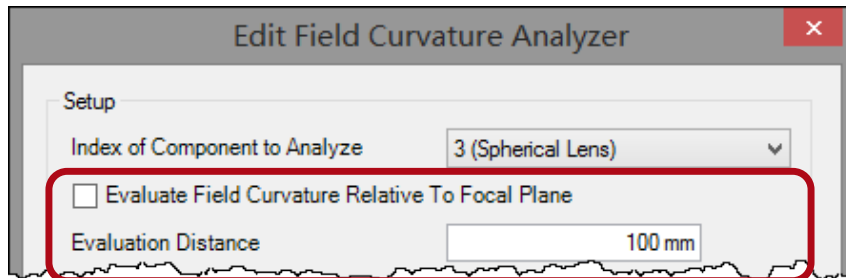 Edit Field Curvature Analyzer
Setup
Index of Component to Analyze 3 (Spherical Lens)
Evaluate Field Curvature Relative To Focal Plane
Evaluation Distance 100 mm